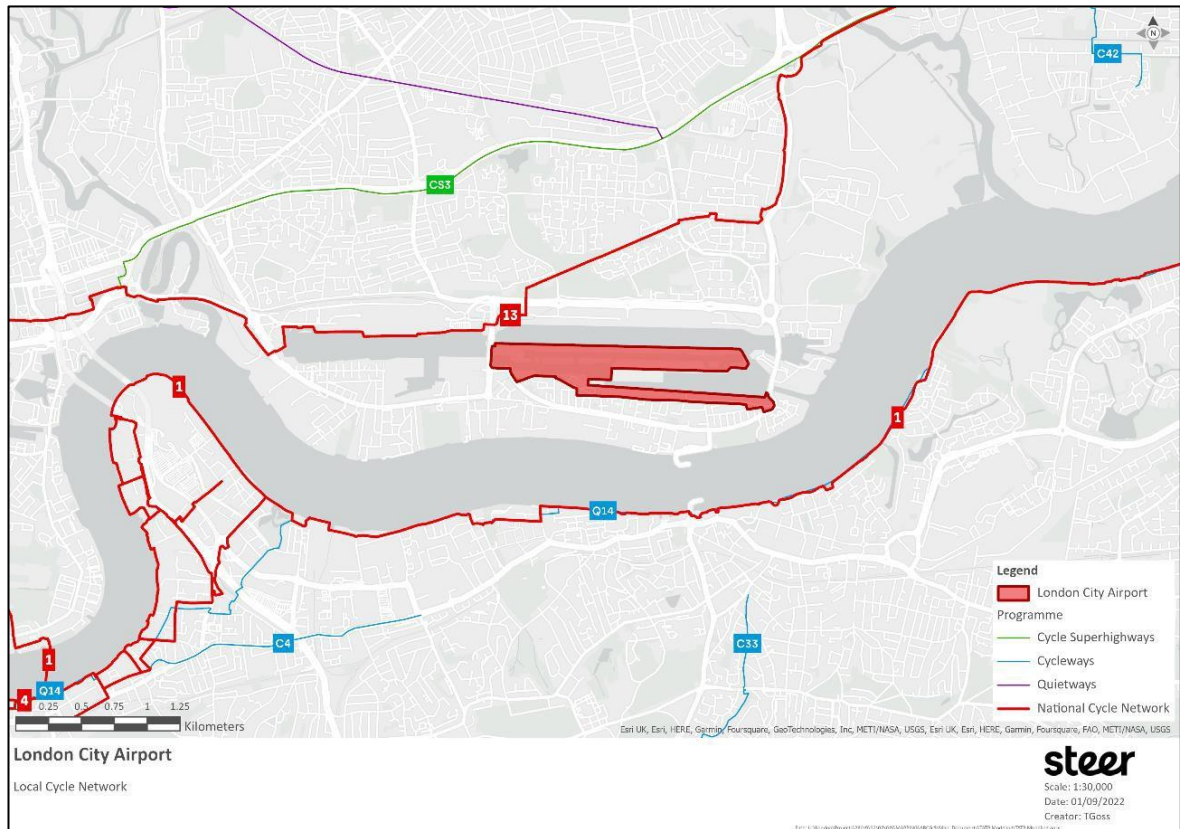 C42
N
CS3
13
1
1
Q14
C4
C33
1
Q14
4
Legend
London City Airport
Programme
Cycle Superhighways
Cycleways
Quietways
National Cycle Network
0.25 0.5 0.75 1 1.25
Kilometers
Esri UK, Esri, HERE, Garmin, Foursquare, GeoTechnologies, Inc, METI/NASA, USGS, Esri UK, Esri, HERE, Garmin, Foursquare, FAO, METI/NASA, USGS
London City Airport
Local Cycle Network
steer
Scale: 1:30,000
Date: 01/09/2022
Creator: TGoss